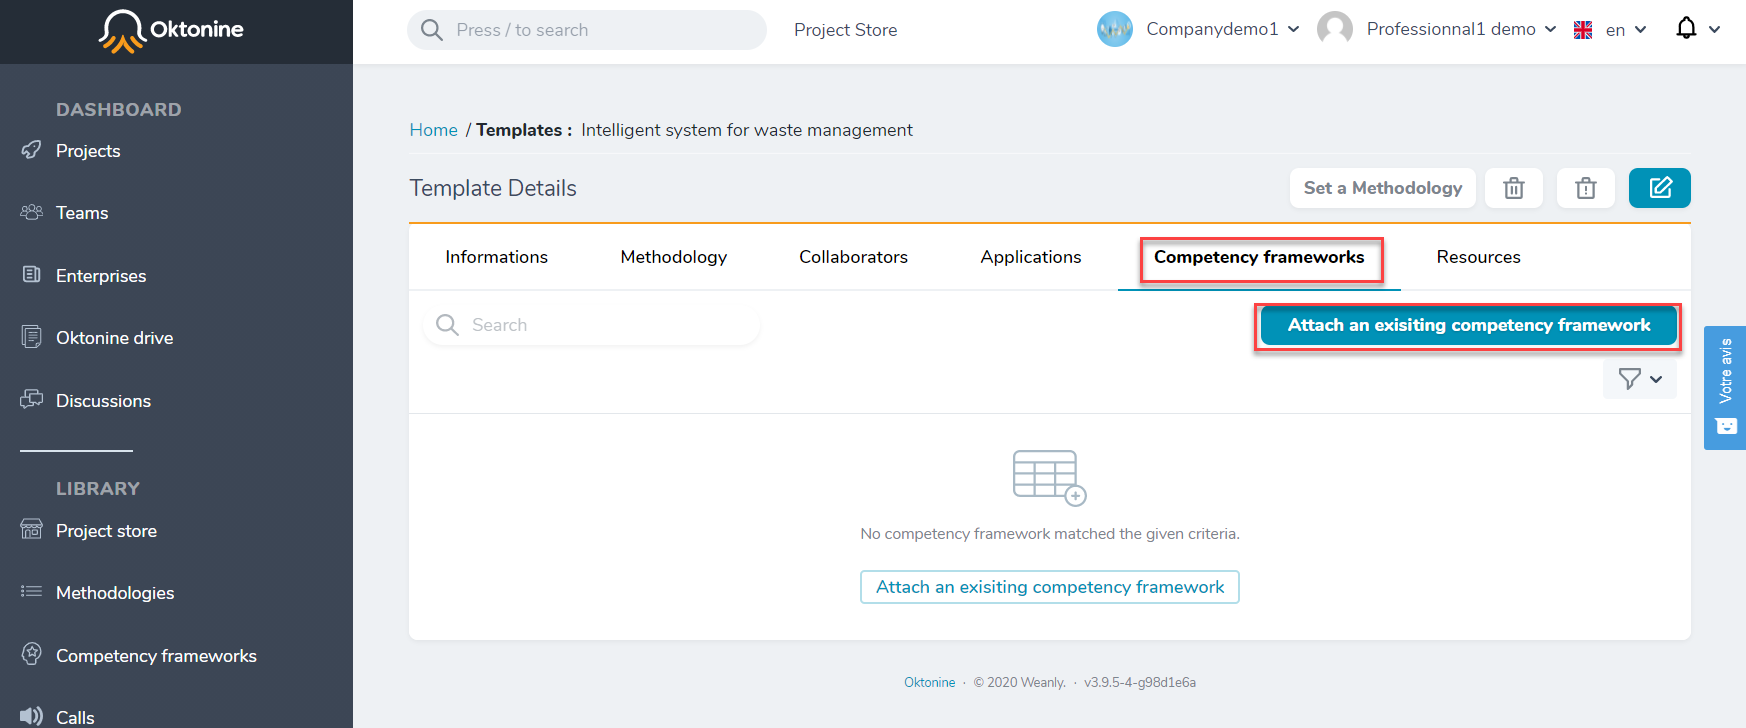 Oktonine
Press / to search
Project Store
Companydemo1
Professionnal1 demo
en
DASHBOARD
Projects
Teams
Enterprises
Oktonine drive
Discussions
LIBRARY
Project store
Methodologies
Competency frameworks
Calls
Home / Templates : Intelligent system for waste management
Template Details
Set a Methodology
Informations
Methodology
Collaborators
Applications
Competency frameworks
Resources
Search
Attach an exisiting competency framework
No competency framework matched the given criteria.
Attach an exisiting competency framework
Votre avis
Oktonine · © 2020 Weanly. · v3.9.5-4-g98d1e6a